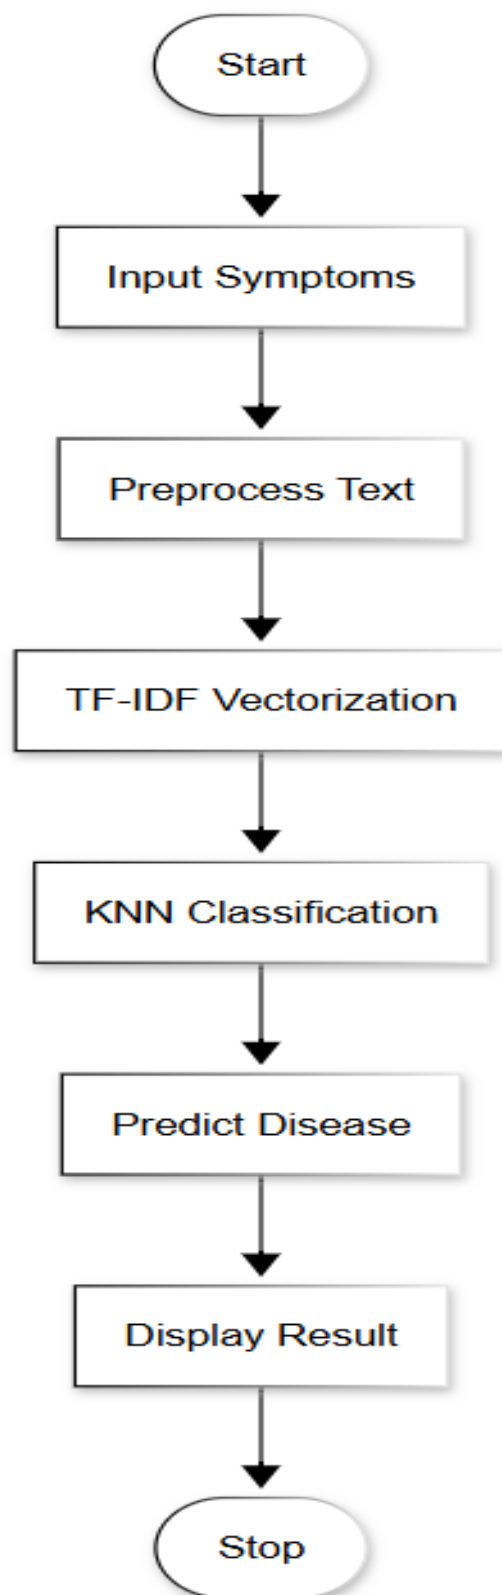 Start
Input Symptoms
Preprocess Text
TF-IDF Vectorization
KNN Classification
Predict Disease
Display Result
Stop